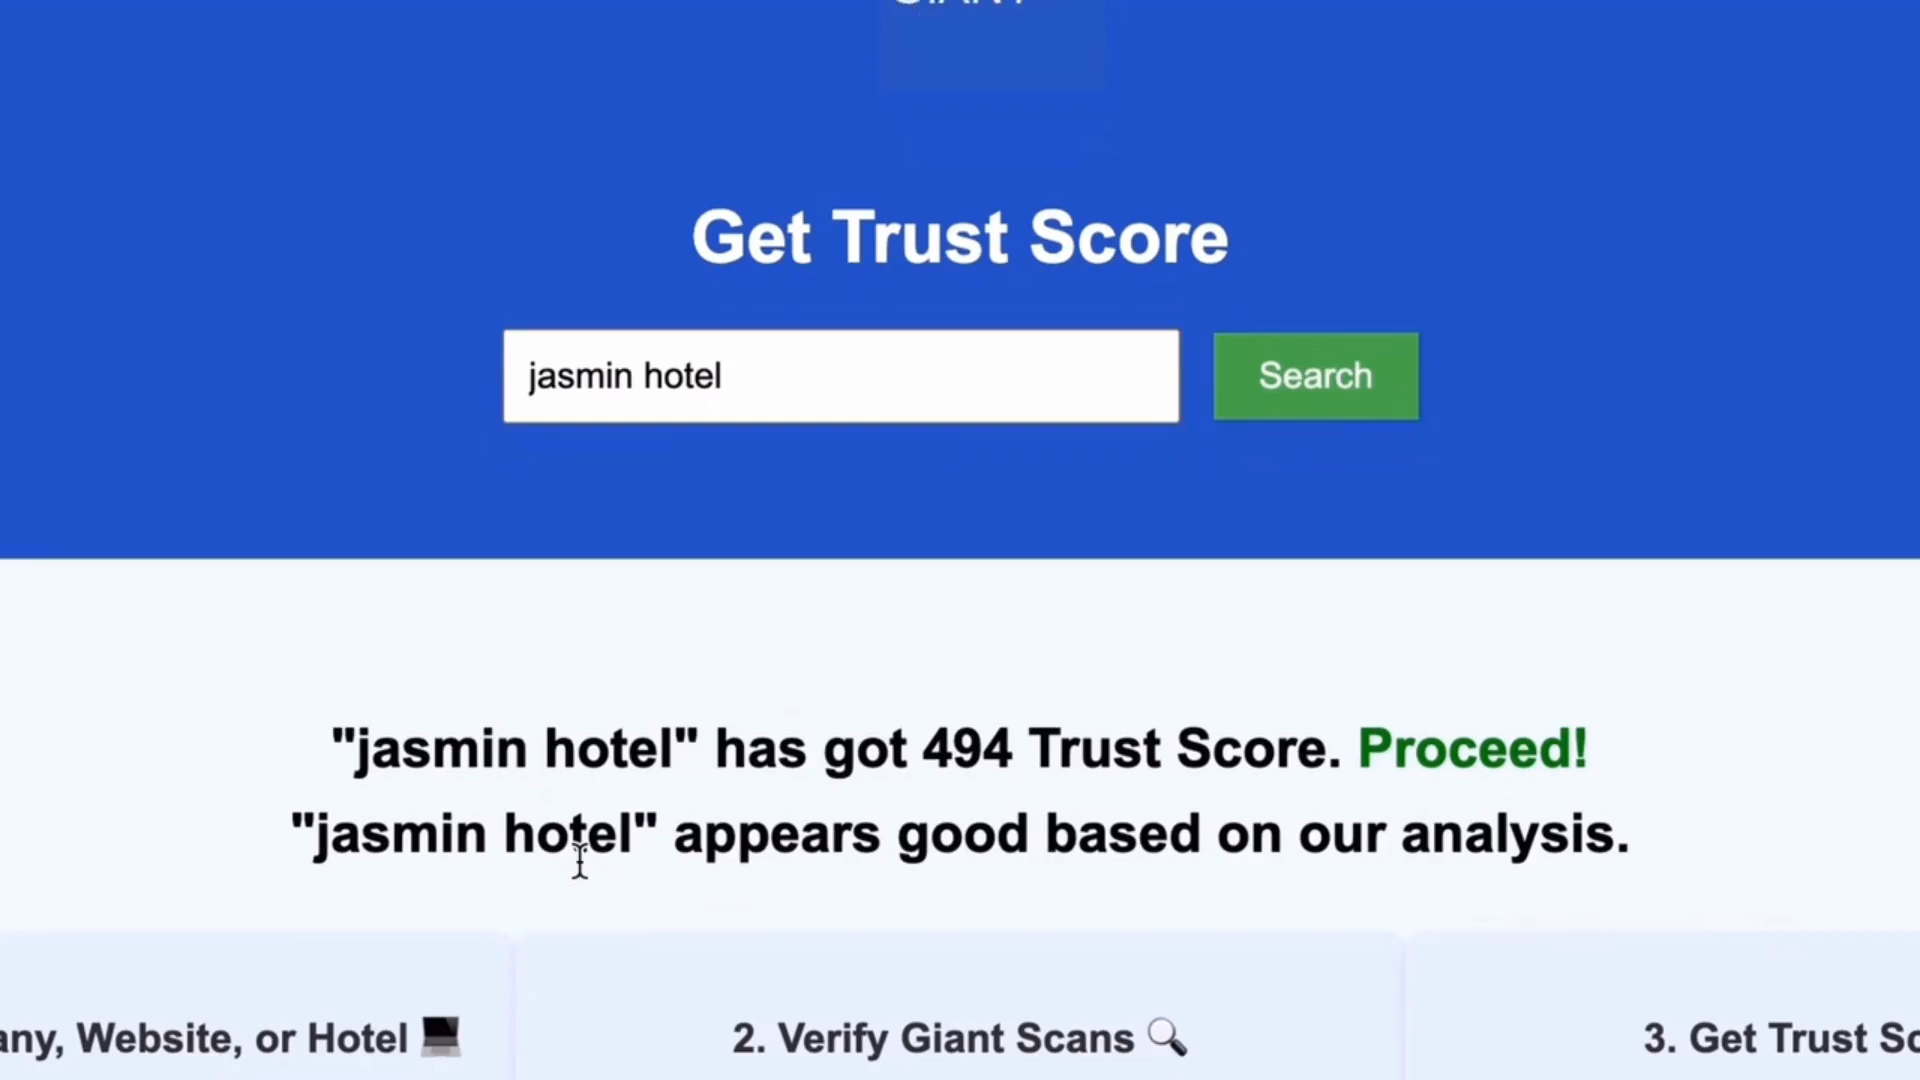 Get Trust Score
jasmin hotel
Search
"jasmin hotel" has got 494 Trust Score. Proceed!
"jasmin hotel" appears good based on our analysis.
any, Website, or Hotel 💻
2. Verify Giant Scans 🔍
3. Get Trust Sc